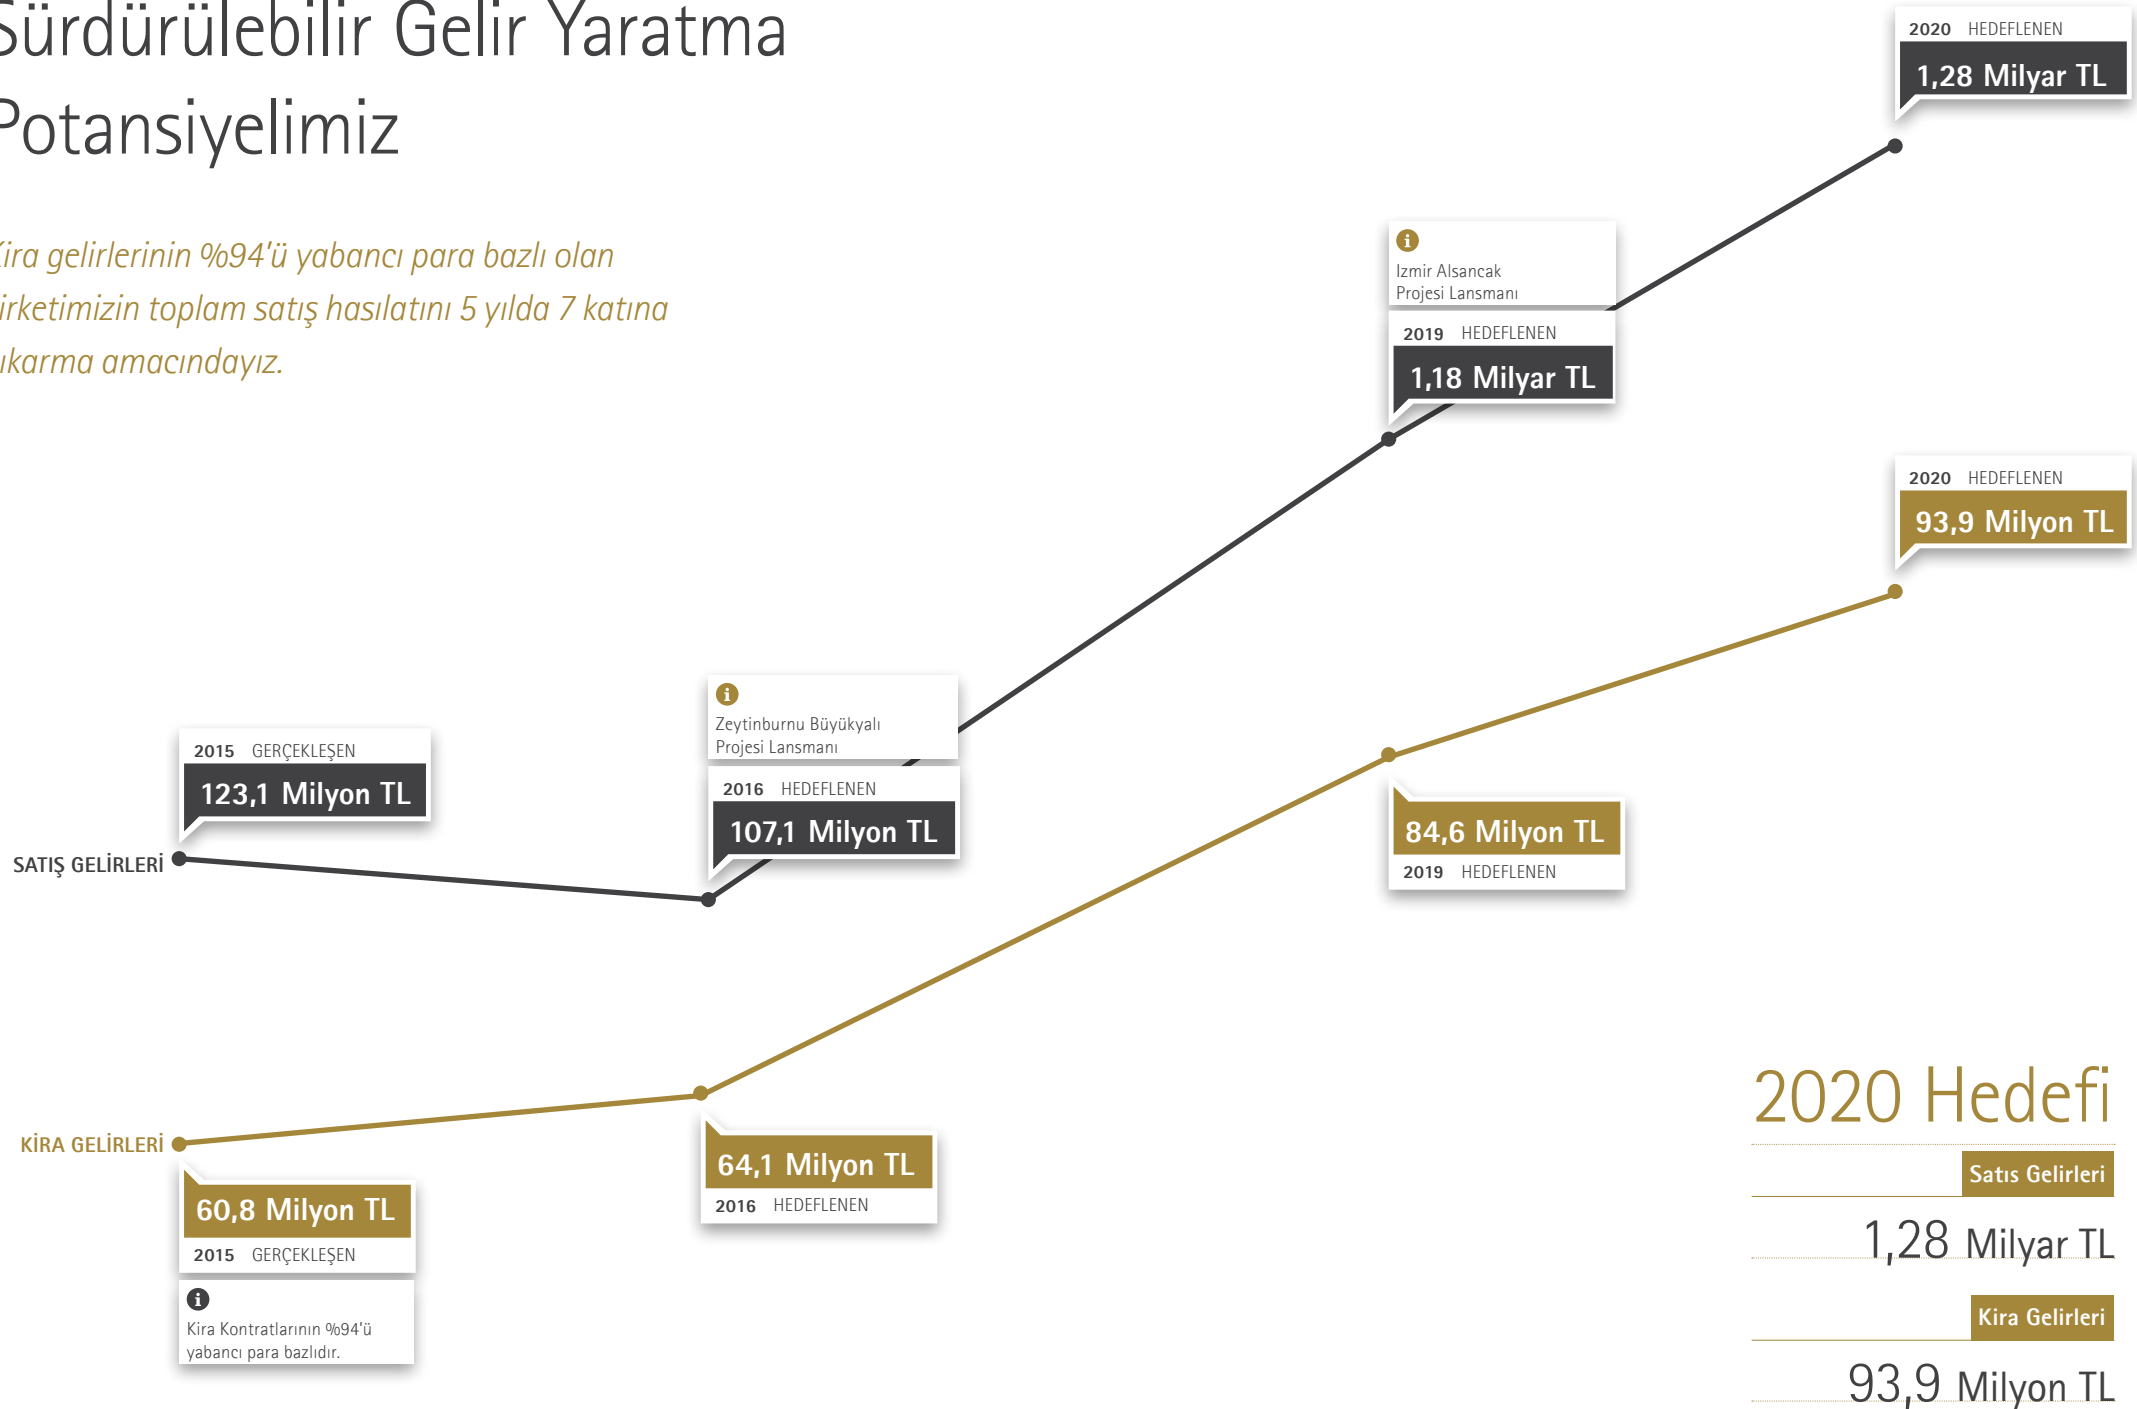 Sürdürülebilir Gelir Yaratma
Potansiyelimiz
Kira gelirlerinin %94'ü yabancı para bazlı olan
şirketimizin toplam satış hasılatını 5 yılda 7 katına
çıkarma amacındayız.
2020 HEDEFLENEN
1,28 Milyar TL
Izmir Alsancak
Projesi Lansmanı
2019 HEDEFLENEN
1,18 Milyar TL
2020 HEDEFLENEN
93,9 Milyon TL
Zeytinburnu Büyükyalı
Projesi Lansmanı
2016 HEDEFLENEN
107,1 Milyon TL
2015 GERÇEKLEŞEN
123,1 Milyon TL
SATIŞ GELİRLERİ
84,6 Milyon TL
2019 HEDEFLENEN
KİRA GELİRLERİ
64,1 Milyon TL
2016 HEDEFLENEN
60,8 Milyon TL
2015 GERÇEKLEŞEN
Kira Kontratlarının %94'ü
yabancı para bazlıdır.
2020 Hedefi
Satıs Gelirleri
1,28 Milyar TL
Kira Gelirleri
93,9 Milyon TL